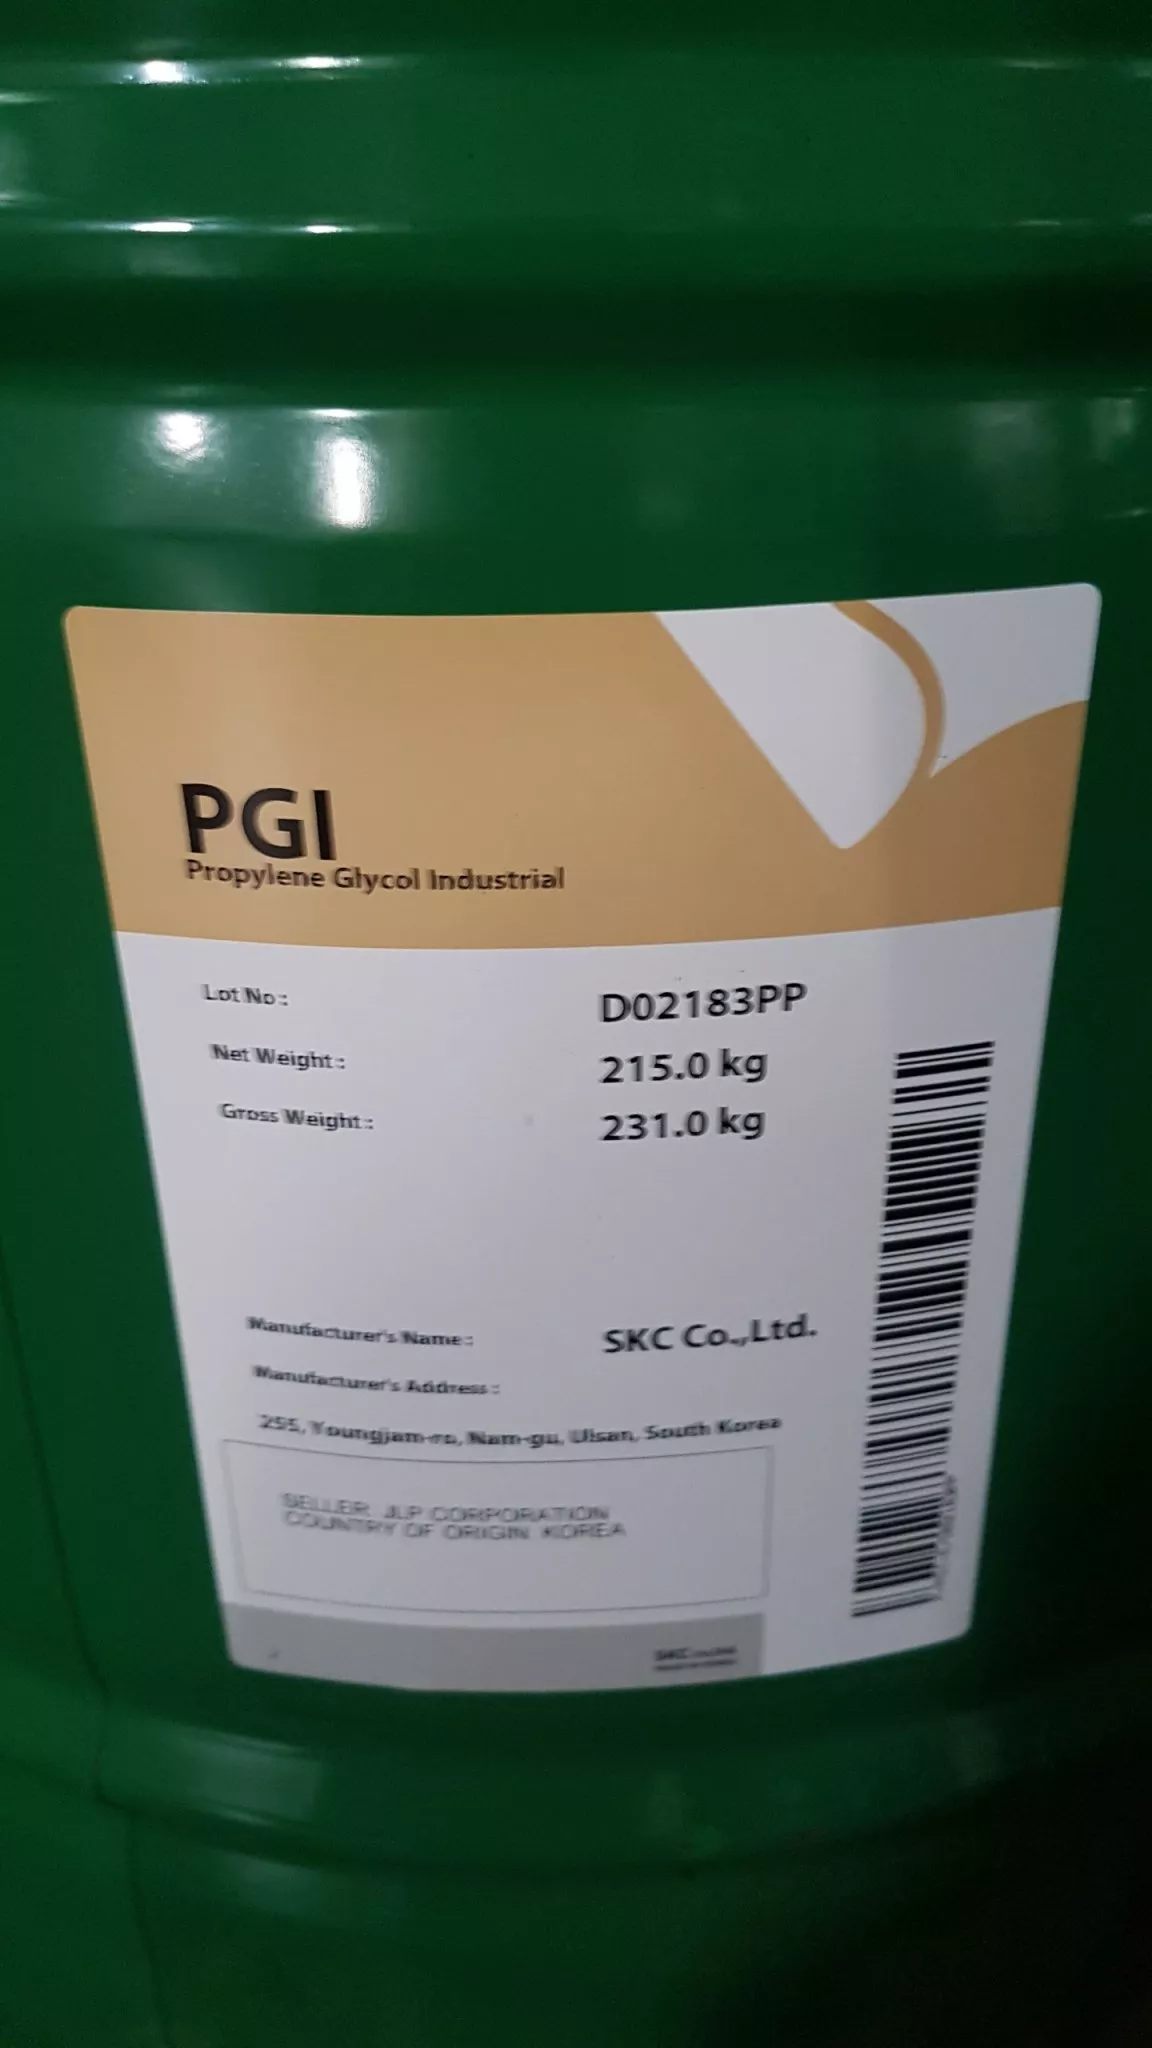 PGI
Propylene Glycol Industrial
Lot No : D02183PP
Net Weight : 215.0 kg
Gross Weight : 231.0 kg
Manufacturer's Name : SKC Co.,Ltd.
Manufacturer's Address :
255, Youngjam-ro, Nam-gu, Ulsan, South Korea
SELLER: JLP CORPORATION
COUNTRY OF ORIGIN: KOREA
SKC